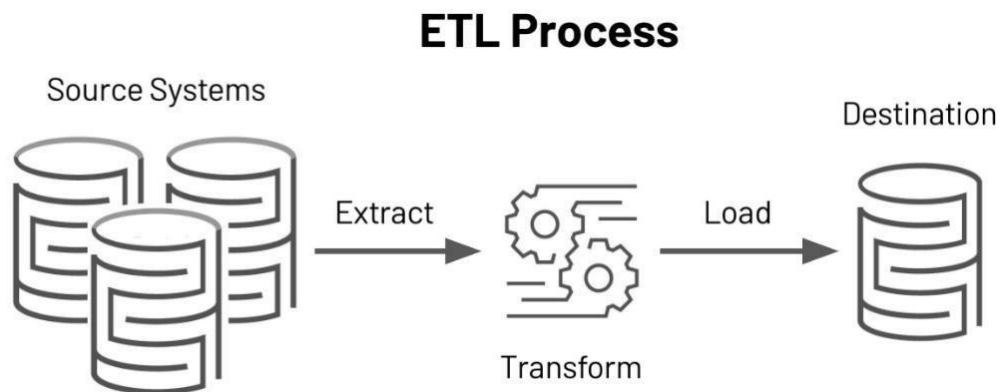 ETL Process
Source Systems
Destination
Extract
Load
Transform